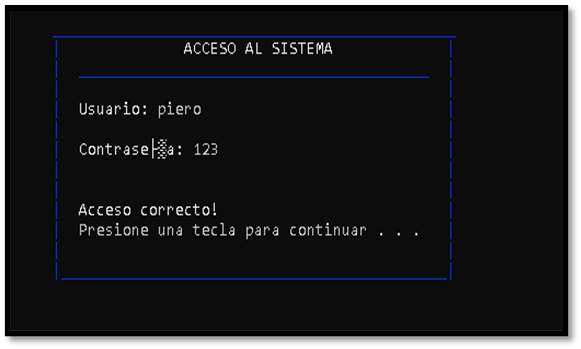 ACCESO AL SISTEMA
Usuario: piero
Contrase├▒a: 123
Acceso correcto!
Presione una tecla para continuar . . .